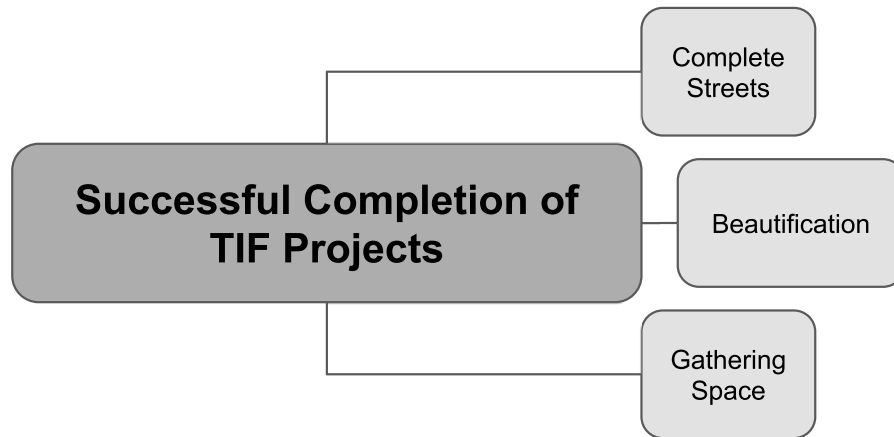 Complete
Streets
Successful Completion of
TIF Projects
Beautification
Gathering
Space